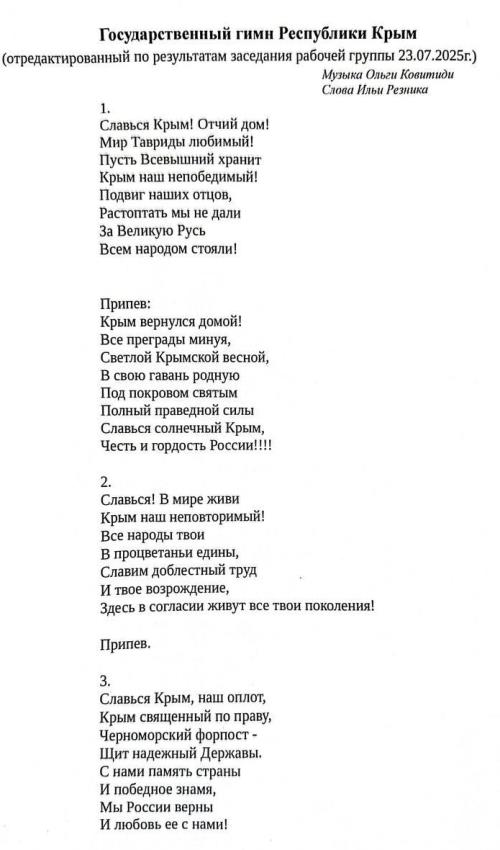 Государственный гимн Республики Крым
(отредактированный по результатам заседания рабочей группы 23.07.2025г.)
Музыка Ольги Ковитиди
Слова Ильи Резника
1.
Славься Крым! Отчий дом!
Мир Тавриды любимый!
Пусть Всевышний хранит
Крым наш непобедимый!
Подвиг наших отцов,
Растоптать мы не дали
За Великую Русь
Всем народом стояли!
Припев:
Крым вернулся домой!
Все преграды минуя,
Светлой Крымской весной,
В свою гавань родную
Под покровом святым
Полный праведной силы
Славься солнечный Крым,
Честь и гордость России!!!!
2.
Славься! В мире живи
Крым наш неповторимый!
Все народы твои
В процветаньи едины,
Славим доблестный труд
И твое возрождение,
Здесь в согласии живут все твои поколения!
Припев.
3.
Славься Крым, наш оплот,
Крым священный по праву,
Черноморский форпост -
Щит надежный Державы.
С нами память страны
И победное знамя,
Мы России верны
И любовь ее с нами!